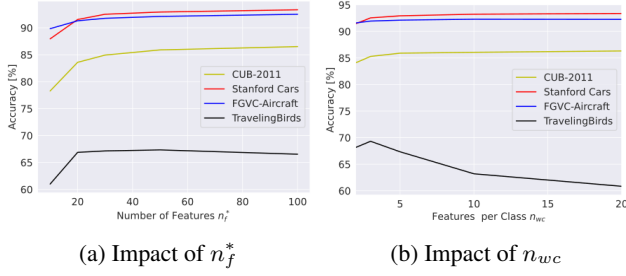 Accuracy [%]
90
85
80
75
70
65
60
CUB-2011
Stanford Cars
FGVC-Aircraft
TravelingBirds
20 40 60 80 100
Number of Features n*f
(a) Impact of n*f
Accuracy [%]
95
90
85
80
75
70
65
60
CUB-2011
Stanford Cars
FGVC-Aircraft
TravelingBirds
5 10 15 20
Features per Class nwc
(b) Impact of nwc